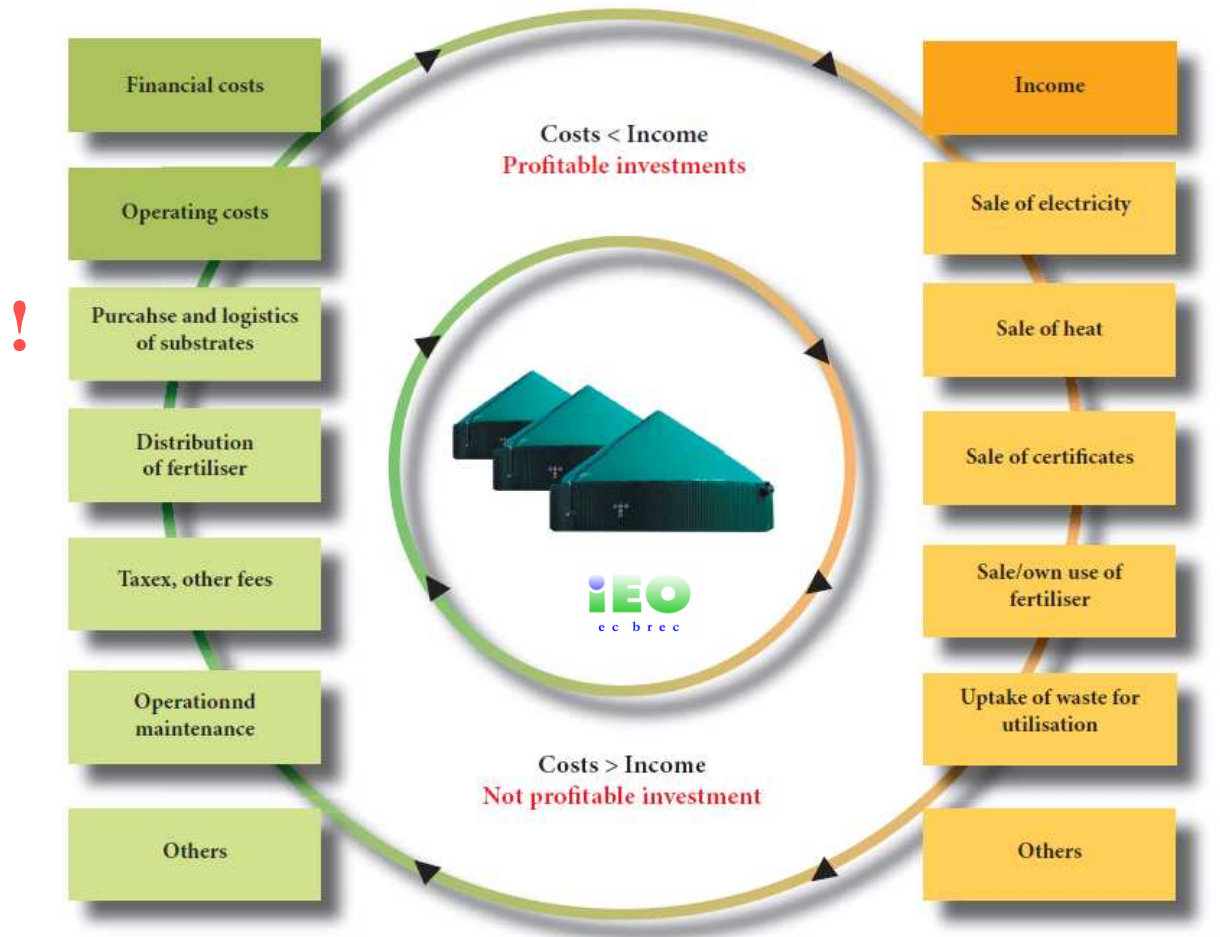 Financial costs
Operating costs
!
Purcahse and logistics
of substrates
Distribution
of fertiliser
Taxex, other fees
Operationnd
maintenance
Others
Costs < Income
Profitable investments
iEO
ec brec
Costs > Income
Not profitable investment
Income
Sale of electricity
Sale of heat
Sale of certificates
Sale/own use of
fertiliser
Uptake of waste for
utilisation
Others